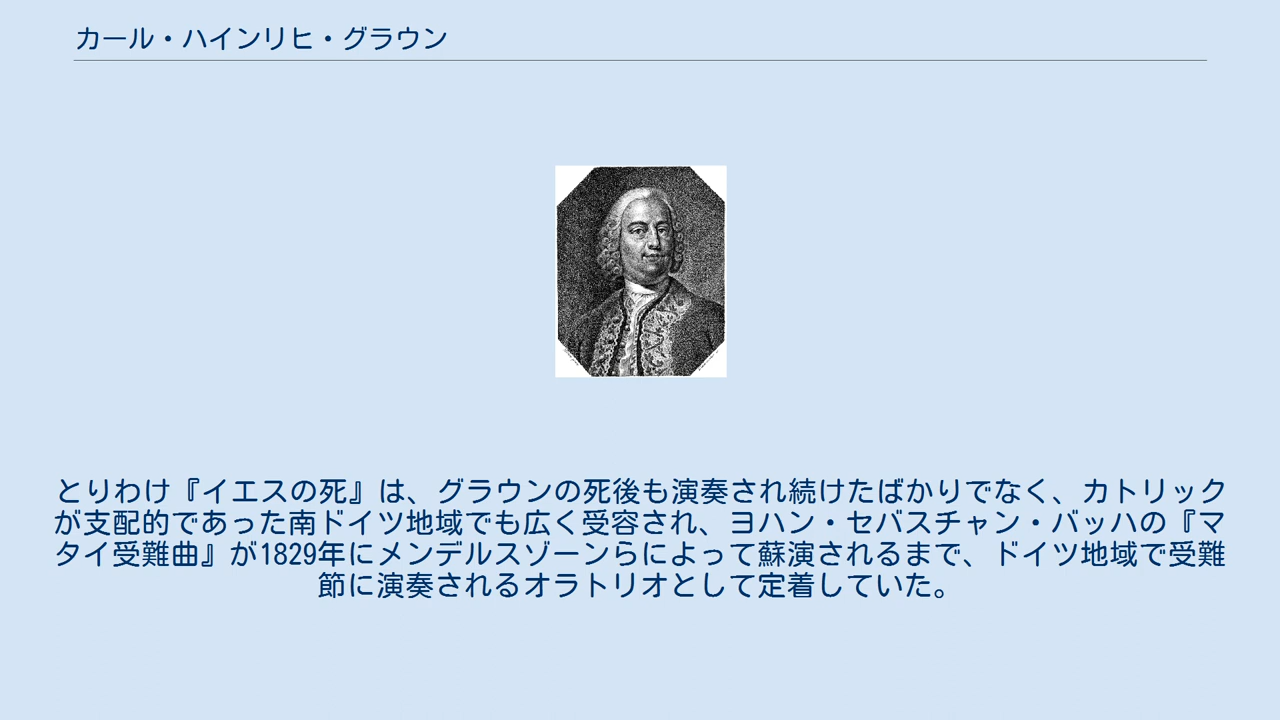 カール・ハインリヒ・グラウン
とりわけ『イエスの死』は、グラウンの死後も演奏され続けたばかりでなく、カトリック
が支配的であった南ドイツ地域でも広く受容され、ヨハン・セバスチャン・バッハの『マ
タイ受難曲』が1829年にメンデルスゾーンらによって蘇演されるまで、ドイツ地域で受難
節に演奏されるオラトリオとして定着していた。